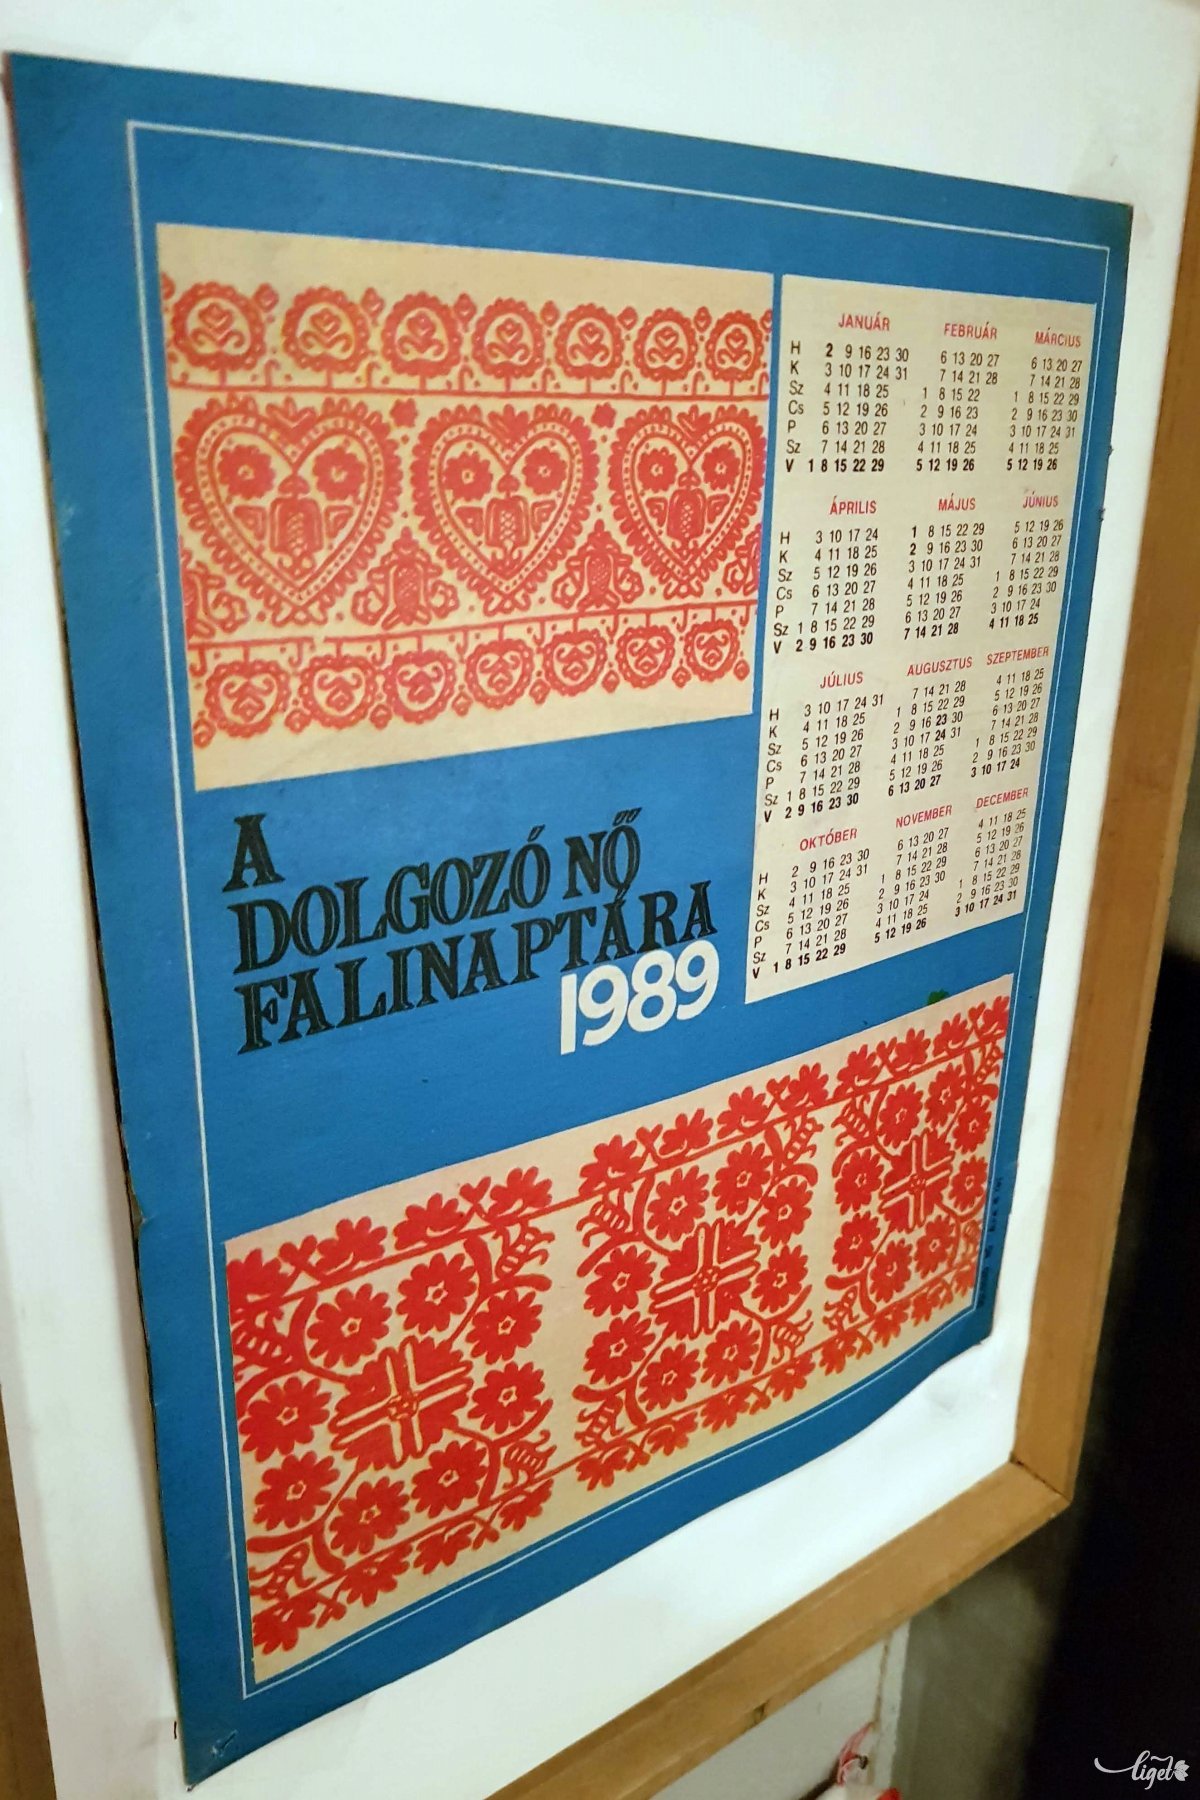 JANUÁR FEBRUÁR MÁRCIUS
H 2 9 16 23 30 6 13 20 27 6 13 20 27
K 3 10 17 24 31 7 14 21 28 7 14 21 28
Sz 4 11 18 25 1 8 15 22 1 8 15 22 29
Cs 5 12 19 26 2 9 16 23 2 9 16 23 30
P 6 13 20 27 3 10 17 24 3 10 17 24 31
Sz 7 14 21 28 4 11 18 25 4 11 18 25
V 1 8 15 22 29 5 12 19 26 5 12 19 26
ÁPRILIS MÁJUS JÚNIUS
H 3 10 17 24 1 8 15 22 29 5 12 19 26
K 4 11 18 25 2 9 16 23 30 6 13 20 27
Sz 5 12 19 26 3 10 17 24 31 7 14 21 28
Cs 6 13 20 27 4 11 18 25 1 8 15 22 29
P 7 14 21 28 5 12 19 26 2 9 16 23 30
Sz 1 8 15 22 29 6 13 20 27 3 10 17 24
V 2 9 16 23 30 7 14 21 28 4 11 18 25
JÚLIUS AUGUSZTUS SZEPTEMBER
H 3 10 17 24 31 7 14 21 28 4 11 18 25
K 4 11 18 25 1 8 15 22 29 5 12 19 26
Sz 5 12 19 26 2 9 16 23 30 6 13 20 27
Cs 6 13 20 27 3 10 17 24 31 7 14 21 28
P 7 14 21 28 4 11 18 25 1 8 15 22 29
Sz 1 8 15 22 29 5 12 19 26 2 9 16 23 30
V 2 9 16 23 30 6 13 20 27 3 10 17 24
OKTÓBER NOVEMBER DECEMBER
H 2 9 16 23 30 6 13 20 27 4 11 18 25
K 3 10 17 24 31 7 14 21 28 5 12 19 26
Sz 4 11 18 25 1 8 15 22 29 6 13 20 27
Cs 5 12 19 26 2 9 16 23 30 7 14 21 28
P 6 13 20 27 3 10 17 24 1 8 15 22 29
Sz 7 14 21 28 4 11 18 25 2 9 16 23 30
V 1 8 15 22 29 5 12 19 26 3 10 17 24 31
A
DOLGOZÓ NŐ
FALINAPTÁRA
1989
liget